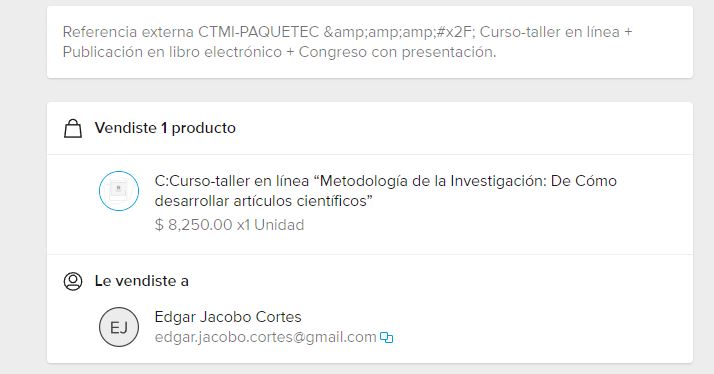 Referencia externa CTMI-PAQUETEC &amp;amp;amp;#x2F; Curso-taller en línea +
Publicación en libro electrónico + Congreso con presentación.
Vendiste 1 producto
C:Curso-taller en línea “Metodología de la Investigación: De Cómo
desarrollar artículos científicos”
$ 8,250.00 x1 Unidad
Le vendiste a
EJ
Edgar Jacobo Cortes
edgar.jacobo.cortes@gmail.com